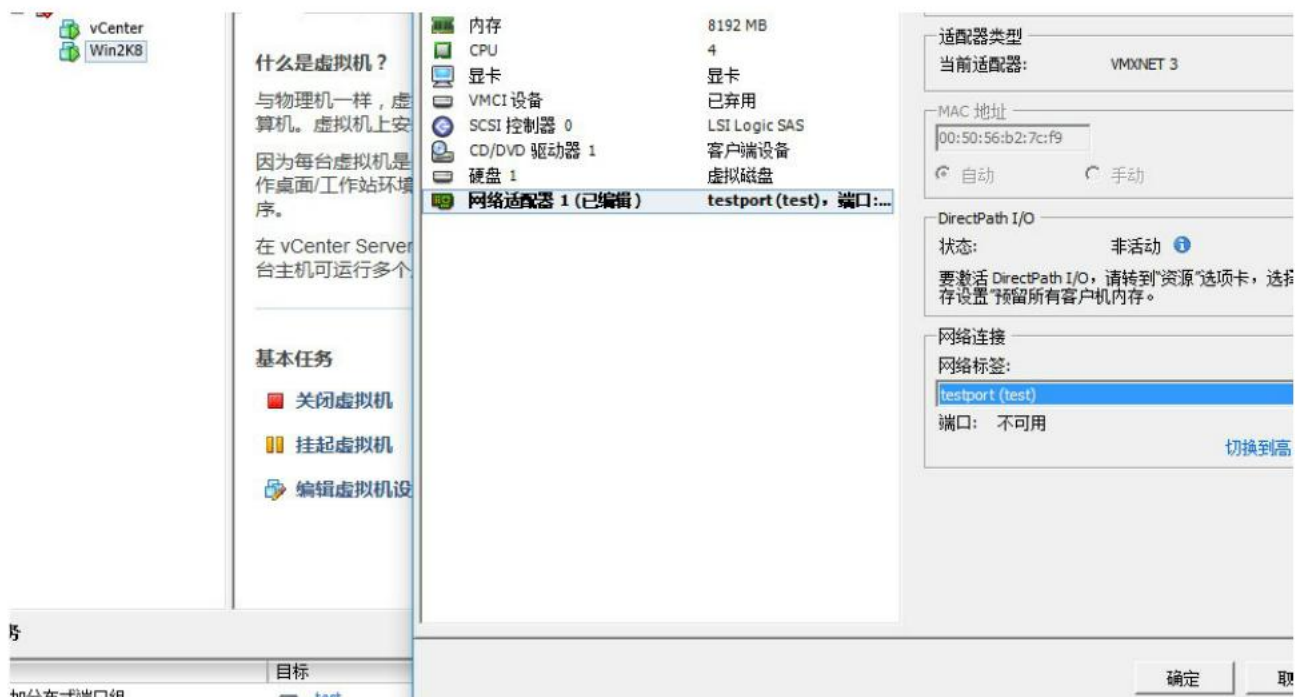 vCenter
Win2K8
什么是虚拟机？
与物理机一样，虚
算机。虚拟机上安
因为每台虚拟机是
作桌面/工作站环境
序。
在 vCenter Server
台主机可运行多个
基本任务
关闭虚拟机
挂起虚拟机
编辑虚拟机设
内存 8192 MB
CPU 4
显卡 显卡
VMCI 设备 已弃用
SCSI 控制器 0 LSI Logic SAS
CD/DVD 驱动器 1 客户端设备
硬盘 1 虚拟磁盘
网络适配器 1 (已编辑) testport (test)，端口:...
适配器类型
当前适配器: VMXNET 3
MAC 地址
00:50:56:b2:7c:f9
自动 手动
DirectPath I/O
状态: 非活动
要激活 DirectPath I/O，请转到“资源”选项卡，选择
存设置”预留所有客户机内存。
网络连接
网络标签:
testport (test)
端口: 不可用
切换到高
务
目标
加分布式端口组
test
确定 取